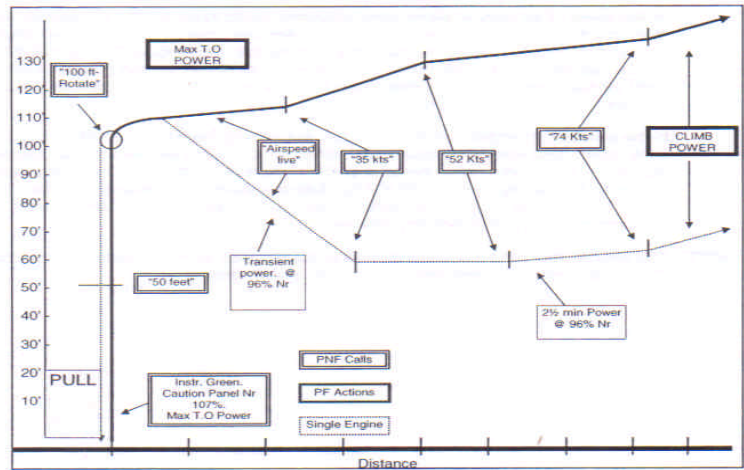 Max T.O
POWER
130'
120'
110'
100'
90'
80'
70'
60'
50'
40'
30'
20'
10'
"100 ft-
Rotate"
"Airspeed
live"
"35 kts"
"52 Kts"
"74 Kts"
CLIMB
POWER
Transient
power. @
96% Nr
"50 feet"
2½ min Power
@ 96% Nr
PULL
Instr. Green.
Caution Panel Nr
107%.
Max T.O Power
PNF Calls
PF Actions
Single Engine
Distance